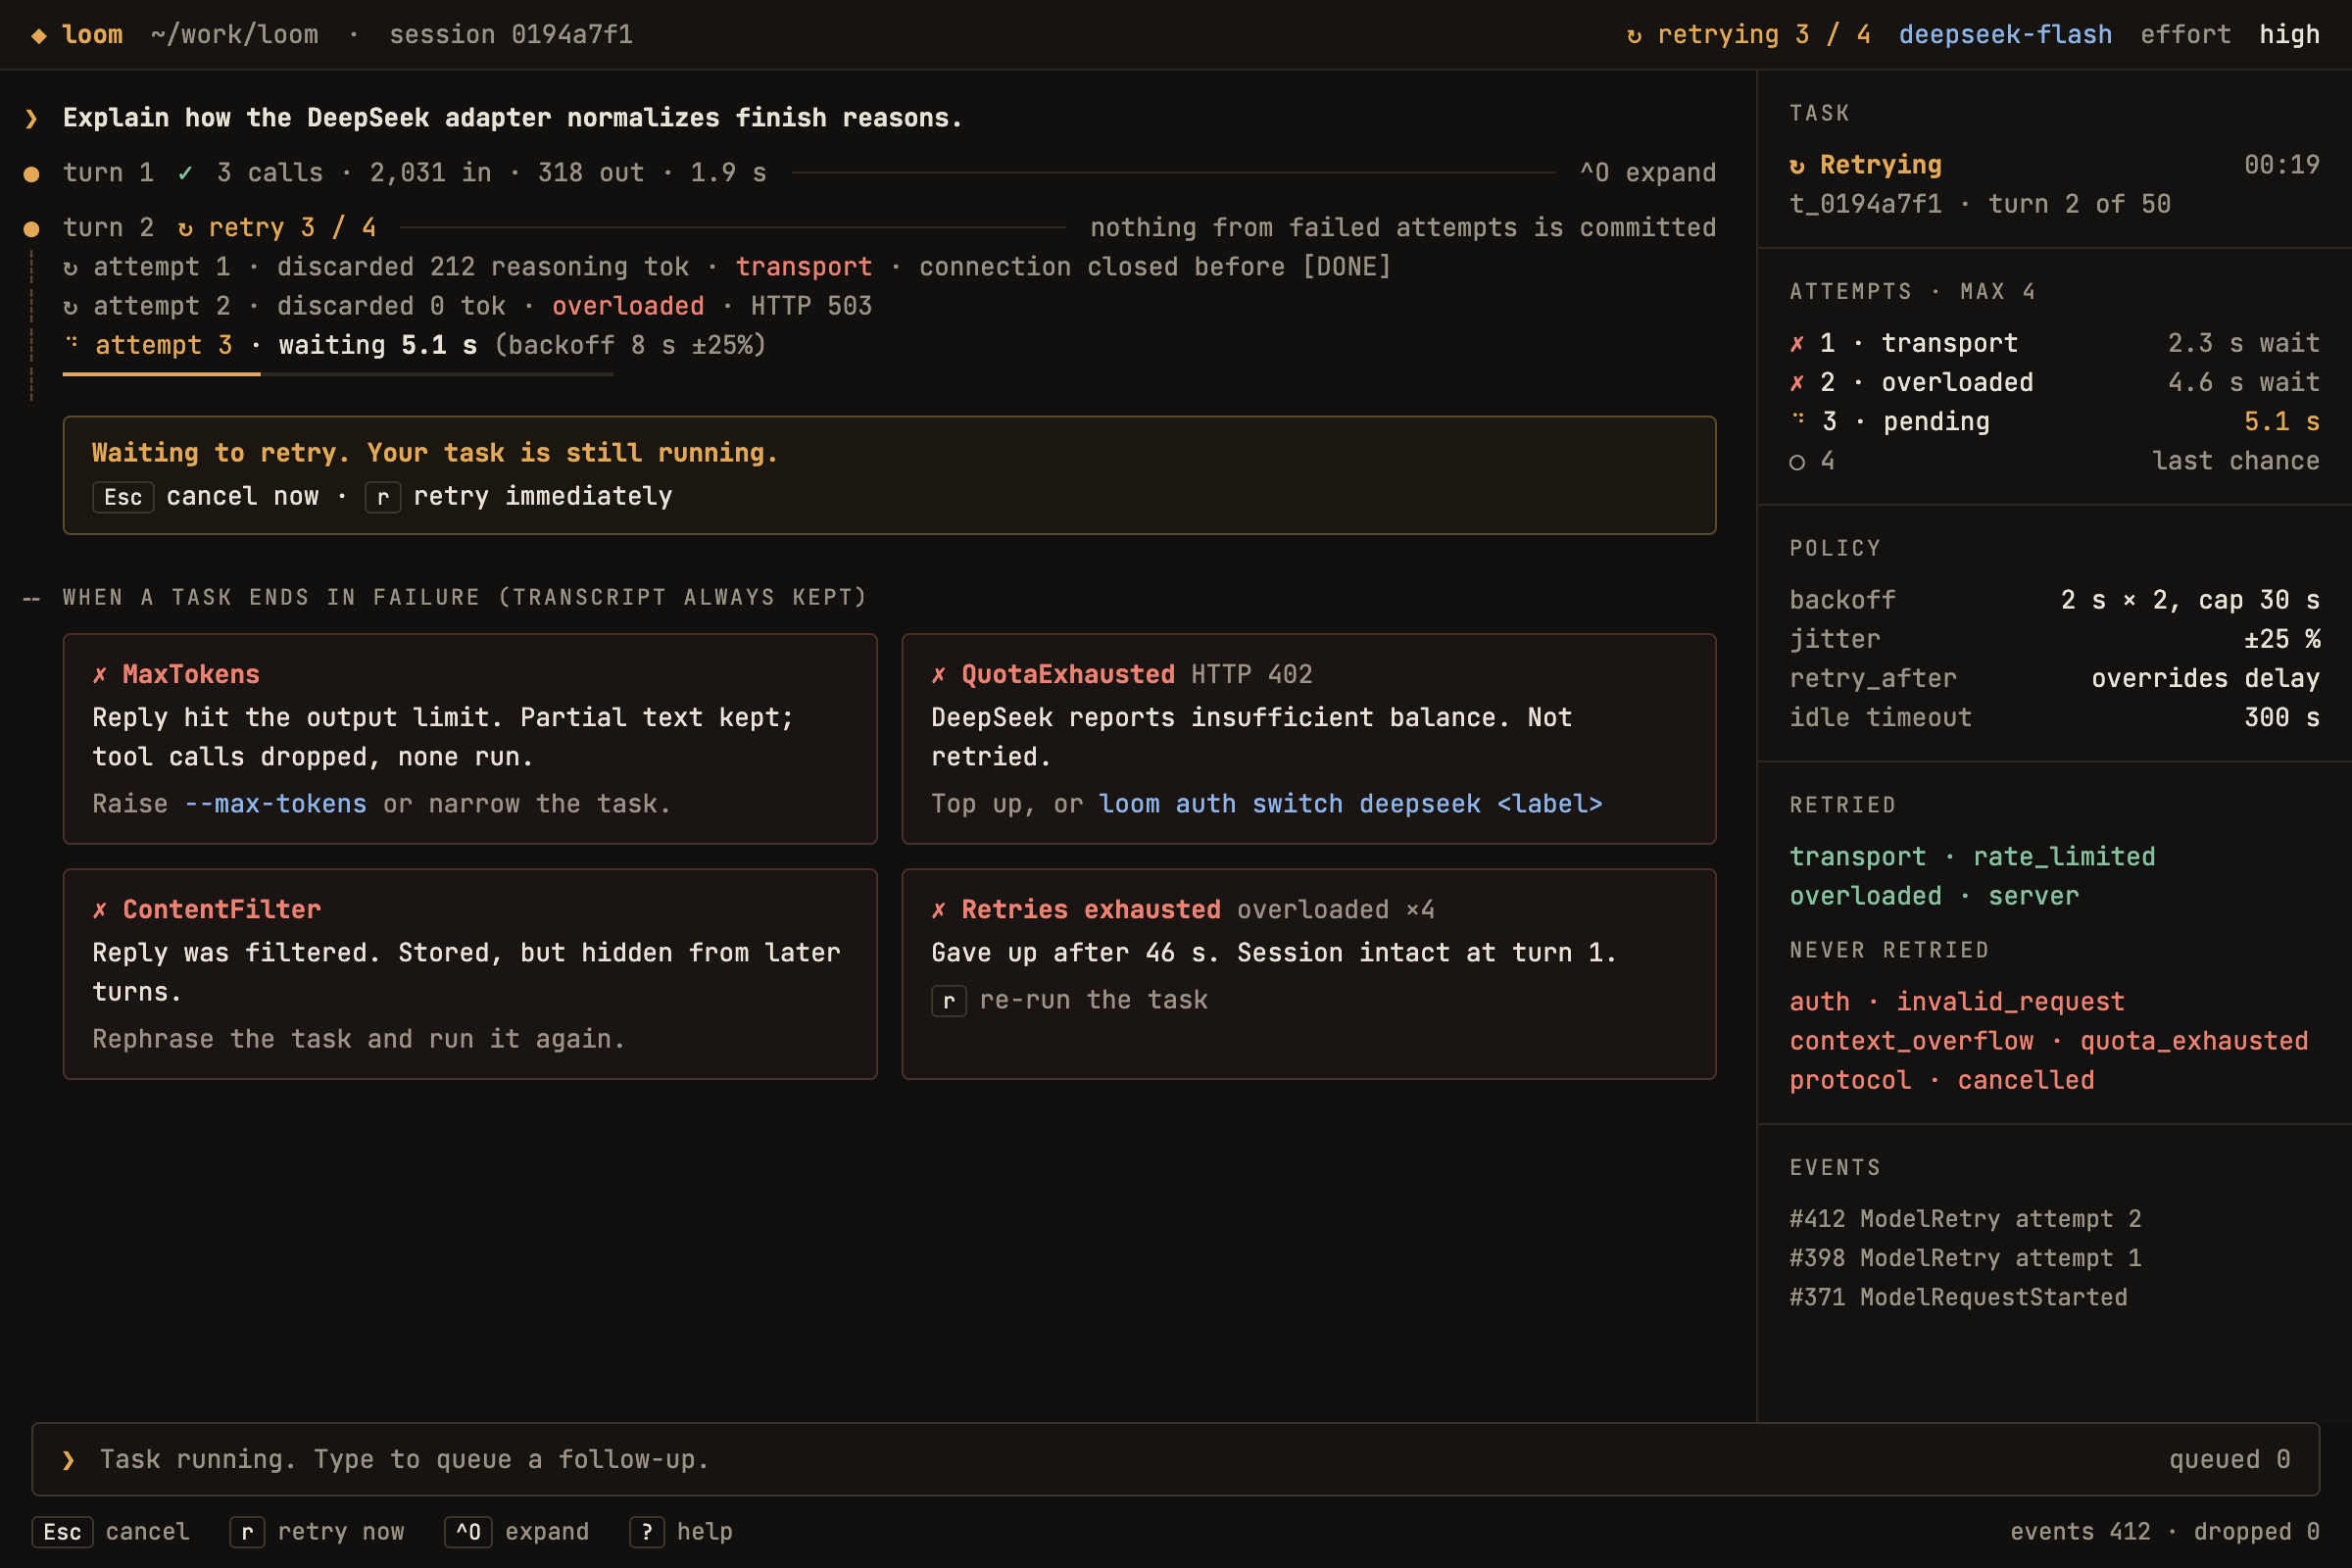 ◆ loom ~/work/loom · session 0194a7f1
↻ retrying 3 / 4 deepseek-flash effort high
❯ Explain how the DeepSeek adapter normalizes finish reasons.
● turn 1 ✓ 3 calls · 2,031 in · 318 out · 1.9 s ^O expand
● turn 2 ↻ retry 3 / 4 nothing from failed attempts is committed
↻ attempt 1 · discarded 212 reasoning tok · transport · connection closed before [DONE]
↻ attempt 2 · discarded 0 tok · overloaded · HTTP 503
attempt 3 · waiting 5.1 s (backoff 8 s ±25%)
Waiting to retry. Your task is still running.
Esc cancel now · r retry immediately
-- WHEN A TASK ENDS IN FAILURE (TRANSCRIPT ALWAYS KEPT)
✗ MaxTokens
Reply hit the output limit. Partial text kept;
tool calls dropped, none run.
Raise --max-tokens or narrow the task.
✗ QuotaExhausted HTTP 402
DeepSeek reports insufficient balance. Not
retried.
Top up, or loom auth switch deepseek <label>
✗ ContentFilter
Reply was filtered. Stored, but hidden from later
turns.
Rephrase the task and run it again.
✗ Retries exhausted overloaded ×4
Gave up after 46 s. Session intact at turn 1.
r re-run the task
TASK
↻ Retrying 00:19
t_0194a7f1 · turn 2 of 50
ATTEMPTS · MAX 4
✗ 1 · transport 2.3 s wait
✗ 2 · overloaded 4.6 s wait
3 · pending 5.1 s
○ 4 last chance
POLICY
backoff 2 s × 2, cap 30 s
jitter ±25 %
retry_after overrides delay
idle timeout 300 s
RETRIED
transport · rate_limited
overloaded · server
NEVER RETRIED
auth · invalid_request
context_overflow · quota_exhausted
protocol · cancelled
EVENTS
#412 ModelRetry attempt 2
#398 ModelRetry attempt 1
#371 ModelRequestStarted
❯ Task running. Type to queue a follow-up. queued 0
Esc cancel r retry now ^O expand ? help
events 412 · dropped 0